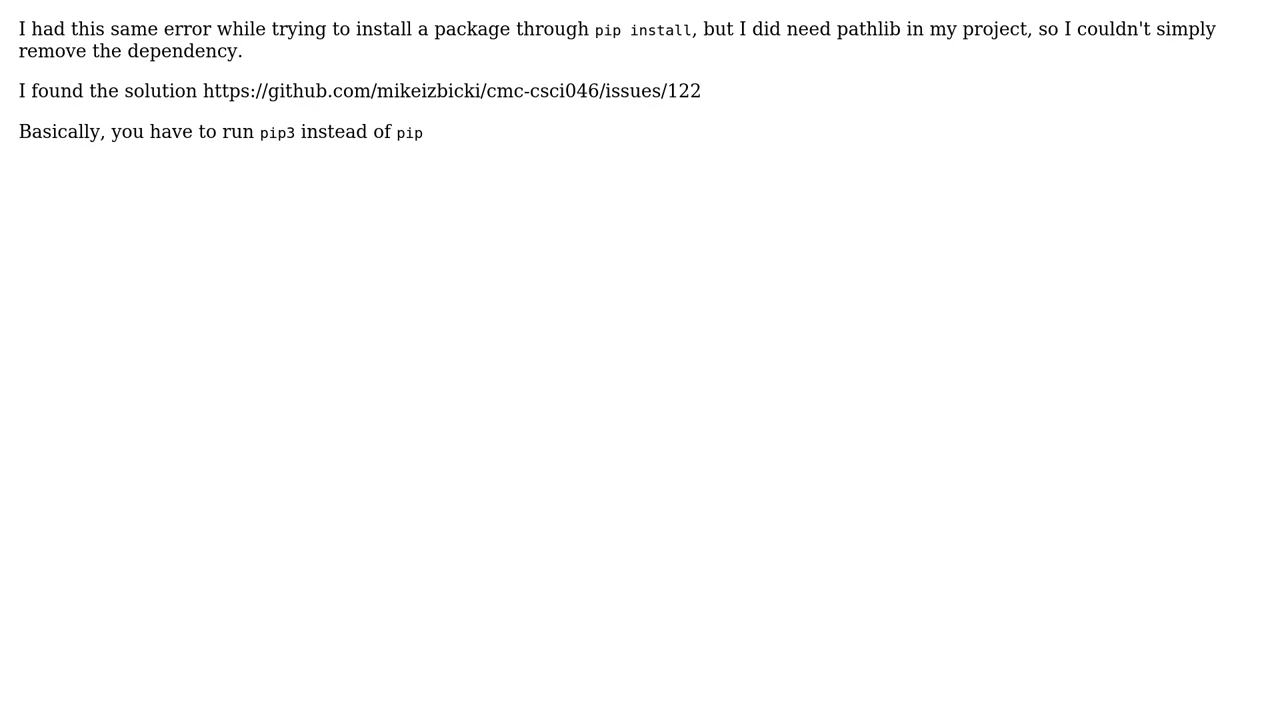 I had this same error while trying to install a package through pip install, but I did need pathlib in my project, so I couldn't simply
remove the dependency.
I found the solution https://github.com/mikeizbicki/cmc-csci046/issues/122
Basically, you have to run pip3 instead of pip